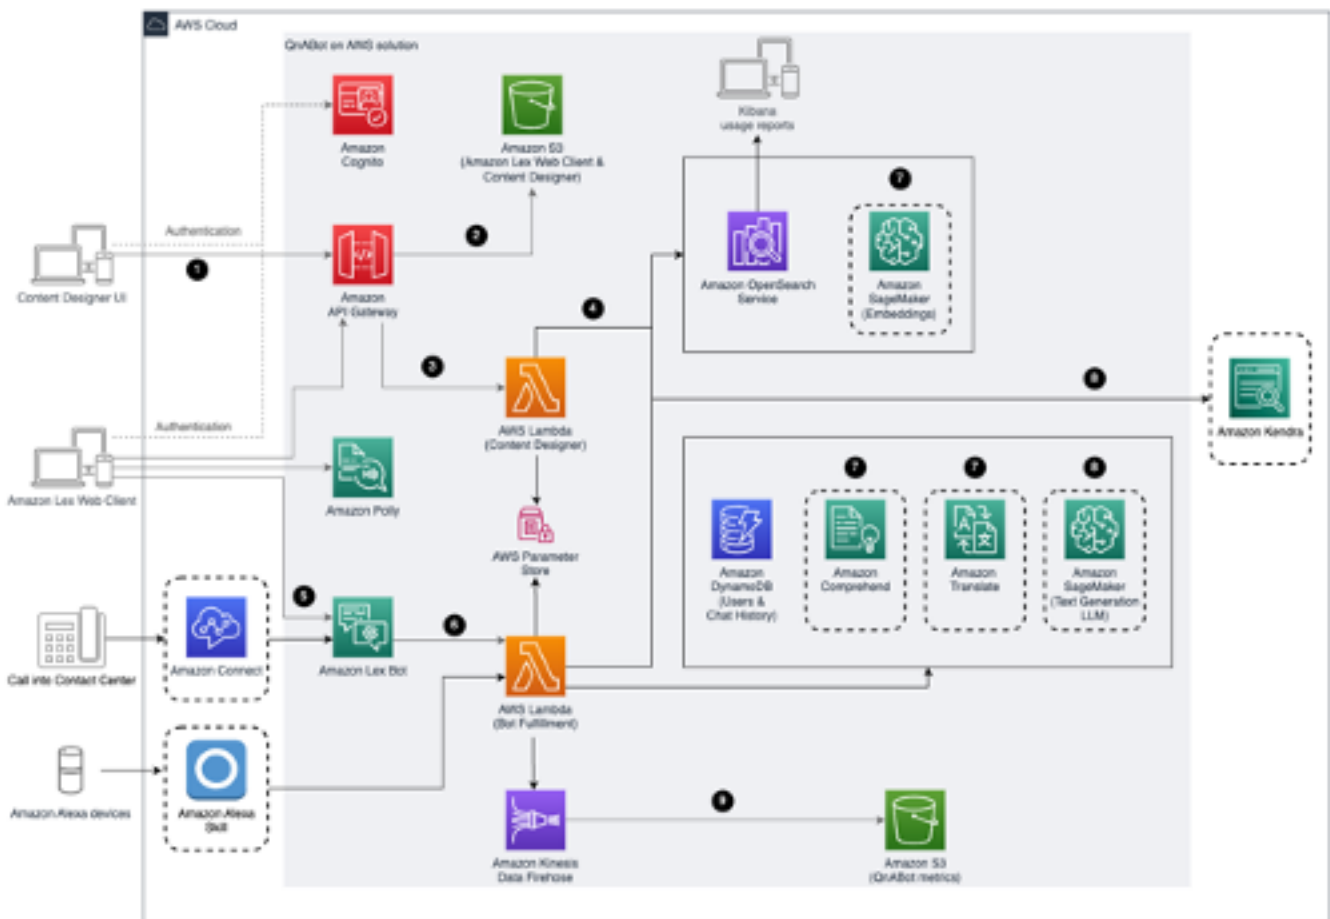 AWS Cloud
QnABot on AWS solution
Kibana
usage reports
Amazon
Cognito
Amazon S3
(Amazon Lex Web Client &
Content Designer)
7
Authentication
2
1
Content Designer UI
Amazon
API Gateway
Amazon OpenSearch
Service
Amazon
SageMaker
(Embeddings)
4
3
8
Authentication
AWS Lambda
(Content Designer)
Amazon Kendra
Amazon Lex Web Client
Amazon Polly
7
7
8
AWS Parameter
Store
Amazon
DynamoDB
(Users &
Chat History)
Amazon
Comprehend
Amazon
Translate
Amazon
SageMaker
(Text Generation
LLM)
5
6
Call into Contact Center
Amazon Connect
Amazon Lex Bot
AWS Lambda
(Bot Fulfillment)
Amazon Alexa devices
Amazon Alexa
Skill
9
Amazon Kinesis
Data Firehose
Amazon S3
(QnABot metrics)